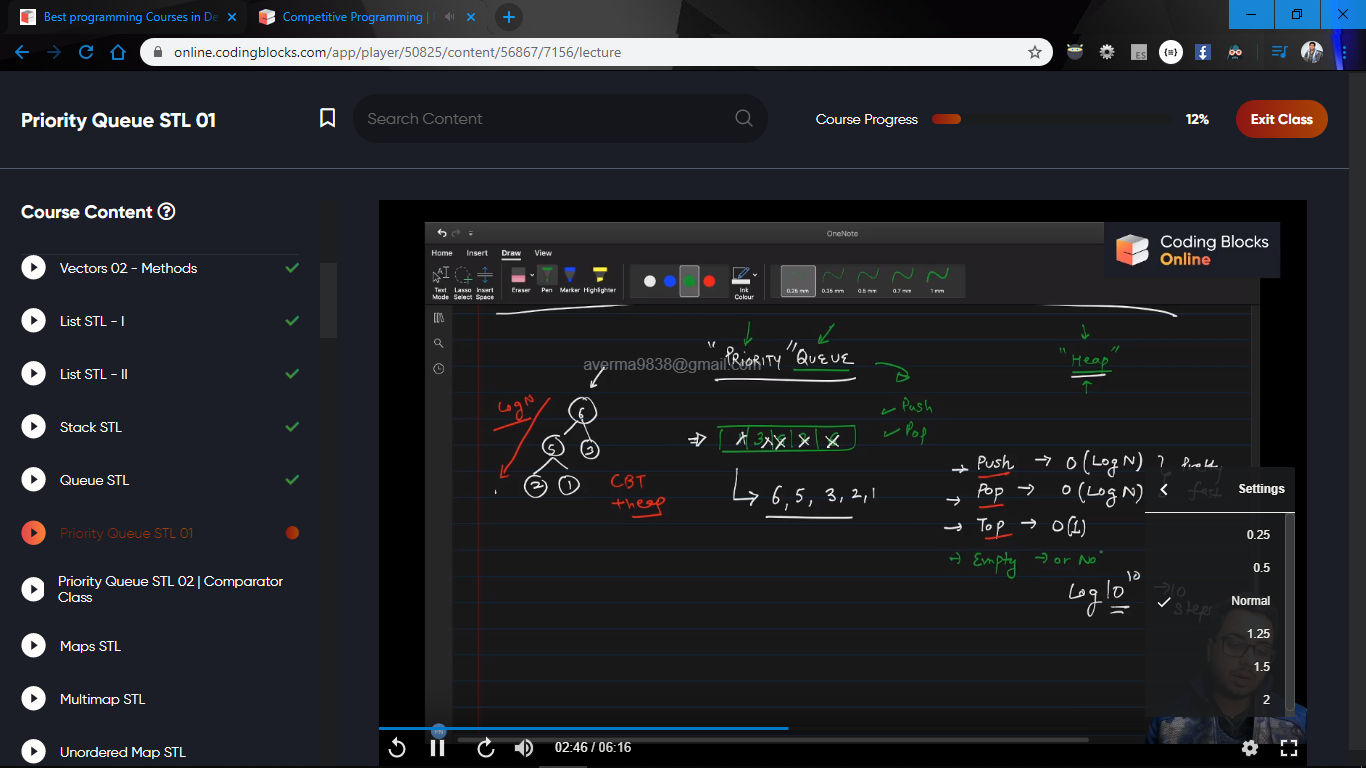 Best programming Courses in De
Competitive Programming |
online.codingblocks.com/app/player/50825/content/56867/7156/lecture
ES
Priority Queue STL 01
Search Content
Course Progress
12%
Exit Class
Course Content
Vectors 02 - Methods
List STL - I
List STL - II
Stack STL
Queue STL
Priority Queue STL 01
Priority Queue STL 02 | Comparator
Class
Maps STL
Multimap STL
Unordered Map STL
OneNote
Coding Blocks
Online
Home Insert Draw View
Text Mode
Lasso Select
Insert Space
Eraser
Pen
Marker
Highlighter
Ink Colour
0.25 mm
0.35 mm
0.5 mm
0.7 mm
1 mm
"PRIORITY" QUEUE
averma9838@gmail.com
"Heap"
Push
Pop
LogN
6
5 3
2 1
CBT
+heap
6, 5, 3, 2, 1
Push → O(LogN)
Pop → O(LogN)
Top → O(1)
Empty → or No
Log 10^10
→ 10
steps
fast
Settings
0.25
0.5
Normal
1.25
1.5
2
02:46 / 06:16